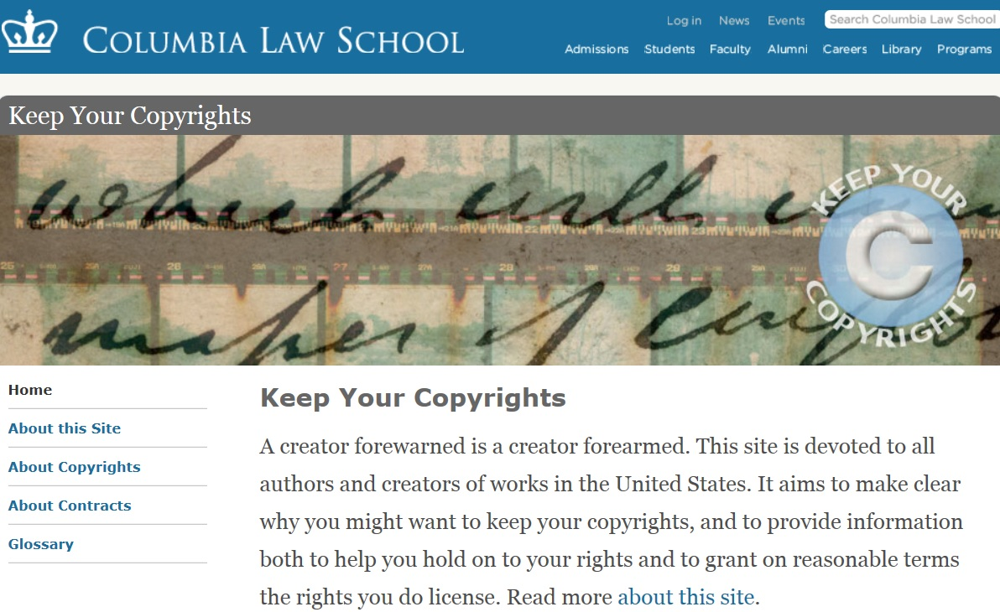 Log in News Events Search Columbia Law School
COLUMBIA LAW SCHOOL
Admissions Students Faculty Alumni Careers Library Programs
Keep Your Copyrights
which will
KEEP YOUR
C
COPYRIGHTS
Home
About this Site
About Copyrights
About Contracts
Glossary
Keep Your Copyrights
A creator forewarned is a creator forearmed. This site is devoted to all
authors and creators of works in the United States. It aims to make clear
why you might want to keep your copyrights, and to provide information
both to help you hold on to your rights and to grant on reasonable terms
the rights you do license. Read more about this site.